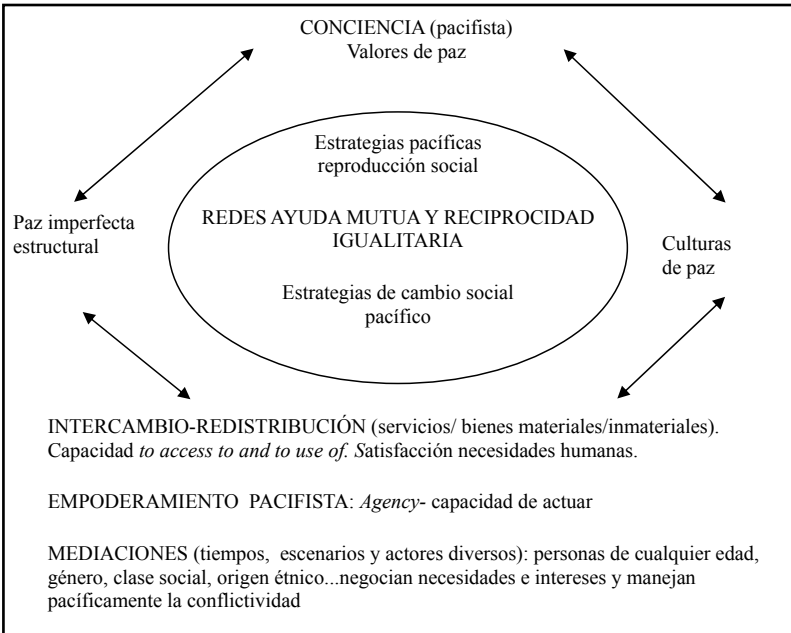 CONCIENCIA (pacifista)
Valores de paz
Estrategias pacíficas
reproducción social
Paz imperfecta
estructural
REDES AYUDA MUTUA Y RECIPROCIDAD
IGUALITARIA
Culturas
de paz
Estrategias de cambio social
pacífico
INTERCAMBIO-REDISTRIBUCIÓN (servicios/ bienes materiales/inmateriales).
Capacidad to access to and to use of. Satisfacción necesidades humanas.
EMPODERAMIENTO PACIFISTA: Agency- capacidad de actuar
MEDIACIONES (tiempos, escenarios y actores diversos): personas de cualquier edad,
género, clase social, origen étnico...negocian necesidades e intereses y manejan
pacíficamente la conflictividad